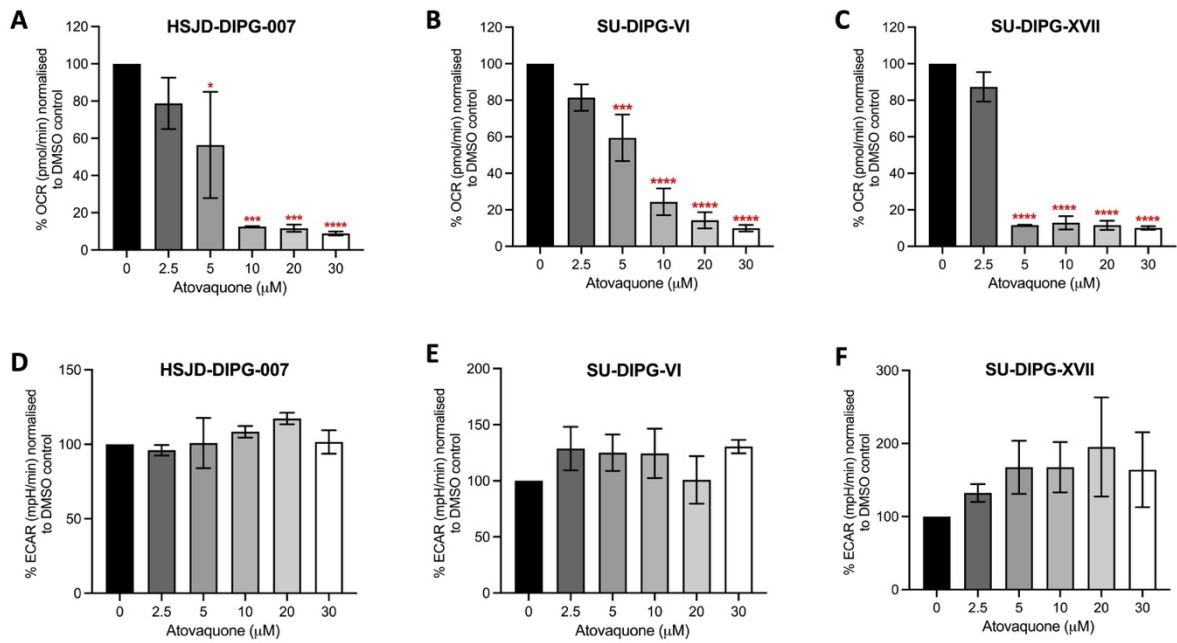 A
HSJD-DIPG-007
% OCR (pmol/min) normalised
to DMSO control
100
80
60
40
20
0
*
***
***
****
0 2.5 5 10 20 30
Atovaquone (μM)
B
SU-DIPG-VI
% OCR (pmol/min) normalised
to DMSO control
100
80
60
40
20
0
***
****
****
****
0 2.5 5 10 20 30
Atovaquone (μM)
C
SU-DIPG-XVII
% OCR (pmol/min) normalised
to DMSO control
100
80
60
40
20
0
**** **** **** ****
0 2.5 5 10 20 30
Atovaquone (μM)
D
HSJD-DIPG-007
% ECAR (mpH/min) normalised
to DMSO control
150
100
50
0
0 2.5 5 10 20 30
Atovaquone (μM)
E
SU-DIPG-VI
% ECAR (mpH/min) normalised
to DMSO control
200
150
100
50
0
0 2.5 5 10 20 30
Atovaquone (μM)
F
SU-DIPG-XVII
% ECAR (mpH/min) normalised
to DMSO control
300
200
100
0
0 2.5 5 10 20 30
Atovaquone (μM)